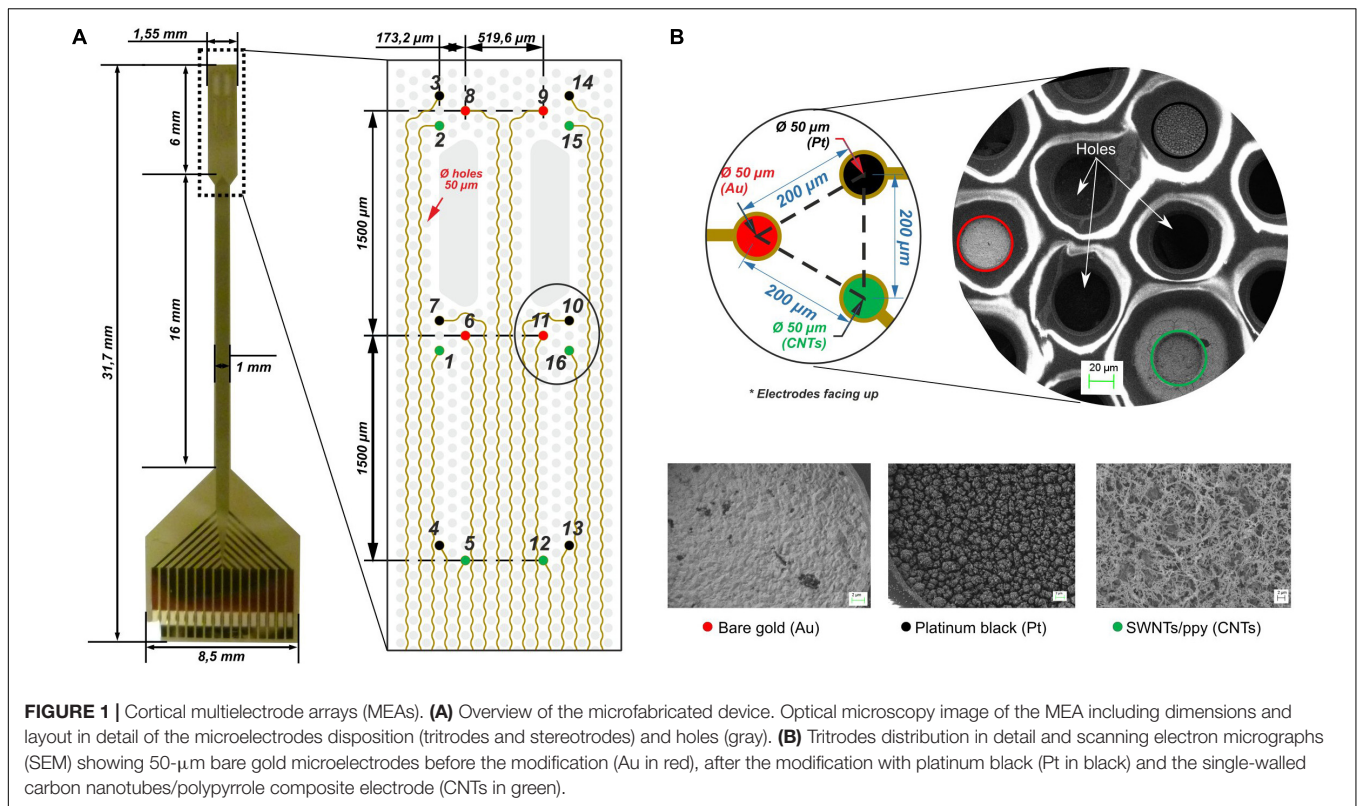 A
1,55 mm
31,7 mm
6 mm
16 mm
1 mm
8,5 mm
173,2 µm
519,6 µm
1500 µm
1500 µm
3
14
8
9
2
15
Ø holes
50 µm
7
10
6
11
1
16
4
13
5
12
B
Ø 50 µm
(Pt)
Ø 50 µm
(Au)
200 µm
200 µm
200 µm
Ø 50 µm
(CNTs)
* Electrodes facing up
Holes
20 µm
2 µm
Bare gold (Au)
Platinum black (Pt)
SWNTs/ppy (CNTs)
FIGURE 1 | Cortical multielectrode arrays (MEAs). (A) Overview of the microfabricated device. Optical microscopy image of the MEA including dimensions and
layout in detail of the microelectrodes disposition (tritrodes and stereotrodes) and holes (gray). (B) Tritrodes distribution in detail and scanning electron micrographs
(SEM) showing 50-µm bare gold microelectrodes before the modification (Au in red), after the modification with platinum black (Pt in black) and the single-walled
carbon nanotubes/polypyrrole composite electrode (CNTs in green).